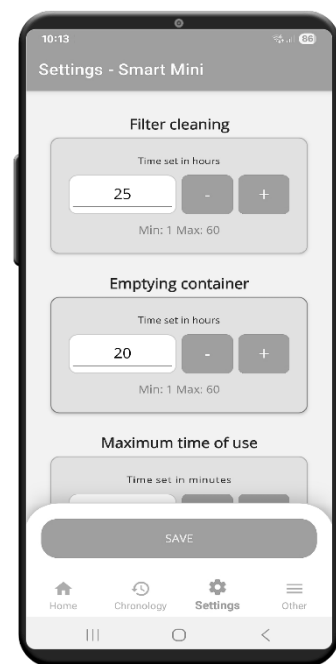 10:13 86
Settings - Smart Mini
Filter cleaning
Time set in hours
25 - +
Min: 1 Max: 60
Emptying container
Time set in hours
20 - +
Min: 1 Max: 60
Maximum time of use
Time set in minutes
SAVE
Home Chronology Settings Other